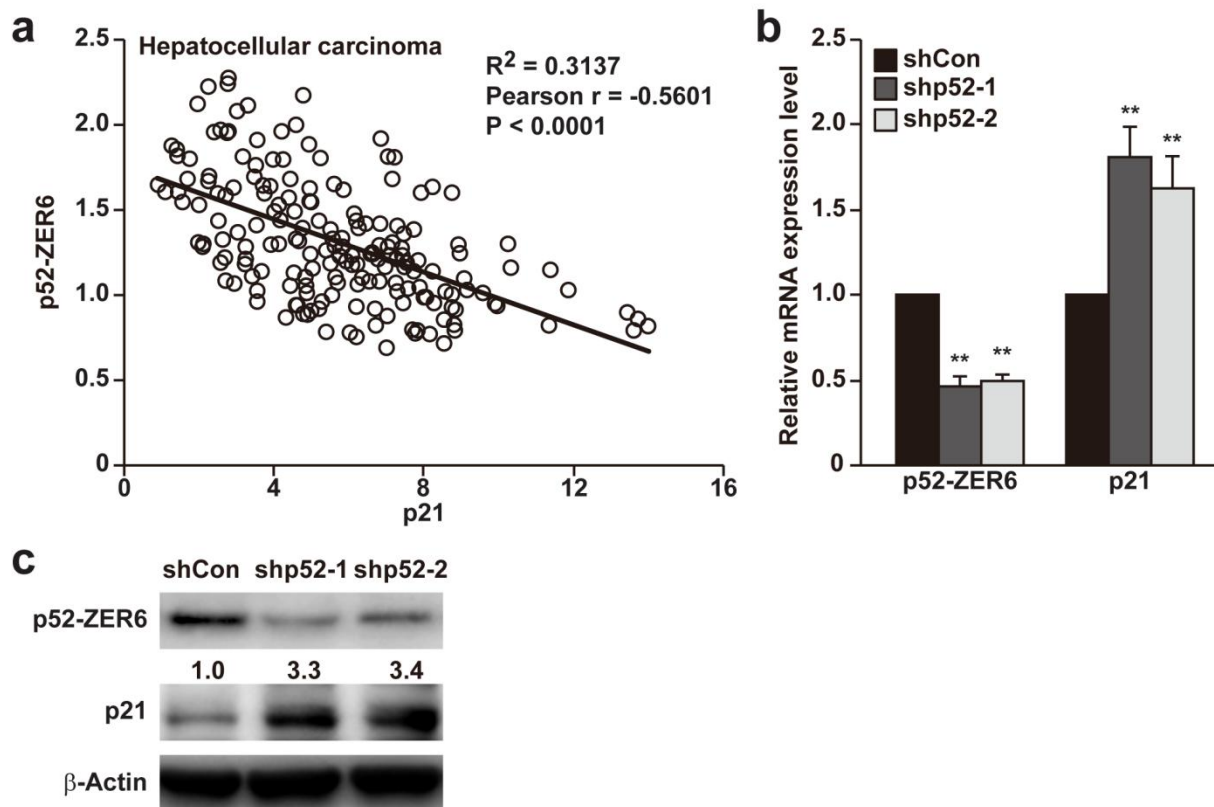 a
Hepatocellular carcinoma
R² = 0.3137
Pearson r = -0.5601
P < 0.0001
2.5
2.0
1.5
1.0
0.5
0
p52-ZER6
0 4 8 12 16
p21
b
shCon
shp52-1
shp52-2
2.5
2.0
1.5
1.0
0.5
0
Relative mRNA expression level
** ** ** **
p52-ZER6 p21
c
shCon shp52-1 shp52-2
p52-ZER6
1.0 3.3 3.4
p21
β-Actin